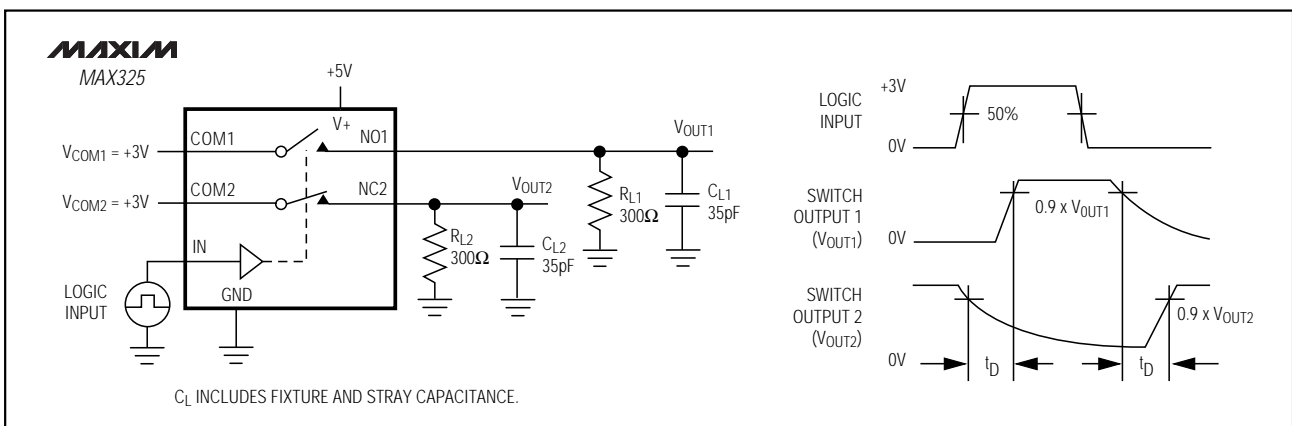 MAXIM
MAX325
+5V
V+
COM1
NO1
VCOM1 = +3V
VOUT1
COM2
NC2
VCOM2 = +3V
VOUT2
RL1
300Ω
CL1
35pF
RL2
300Ω
CL2
35pF
IN
LOGIC
INPUT
GND
CL INCLUDES FIXTURE AND STRAY CAPACITANCE.
LOGIC
INPUT
+3V
50%
0V
SWITCH
OUTPUT 1
(VOUT1)
0V
0.9 x VOUT1
SWITCH
OUTPUT 2
(VOUT2)
0V
0.9 x VOUT2
tD
tD